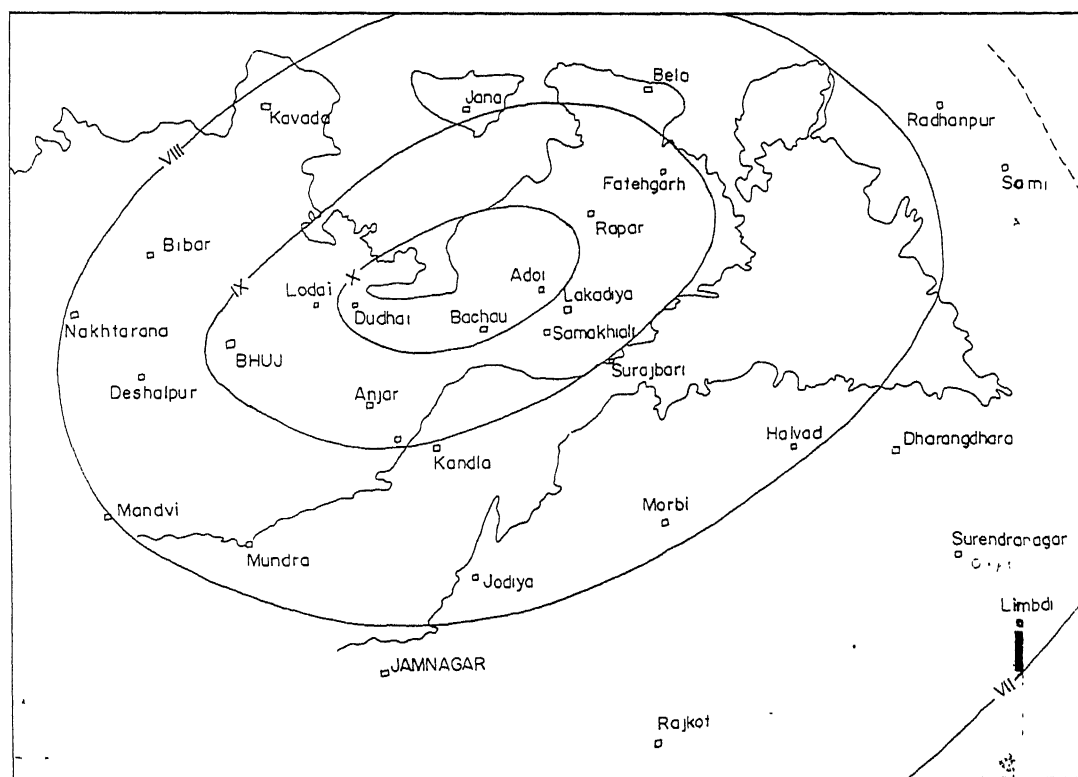 Bela
Jana
Kavada
Radhanpur
VIII
Fatehgarh
Sami
Rapar
Bibar
X
Adoi
IX
Lodai
Dudhai
Lakadiya
Nakhtarana
Bachau
Samakhiali
BHUJ
Surajbari
Deshalpur
Anjar
Halvad
Dharangdhara
Kandla
Mandvi
Morbi
Surendranagar
Mundra
Jodiya
Limbdi
JAMNAGAR
VII
Rajkot